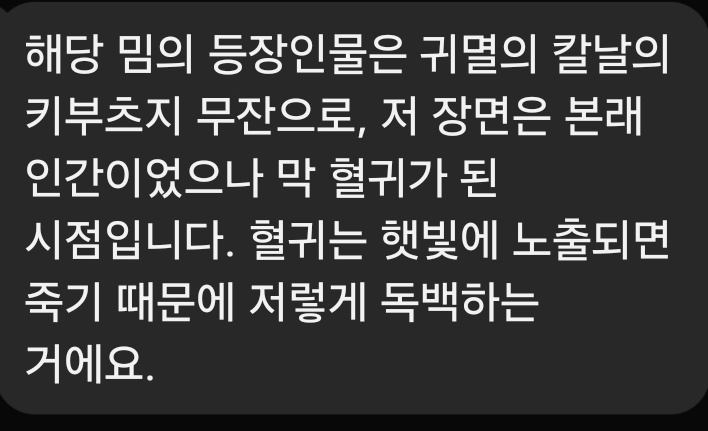 해당 밈의 등장인물은 귀멸의 칼날의
키부츠지 무잔으로, 저 장면은 본래
인간이었으나 막 혈귀가 된
시점입니다. 혈귀는 햇빛에 노출되면
죽기 때문에 저렇게 독백하는
거에요.